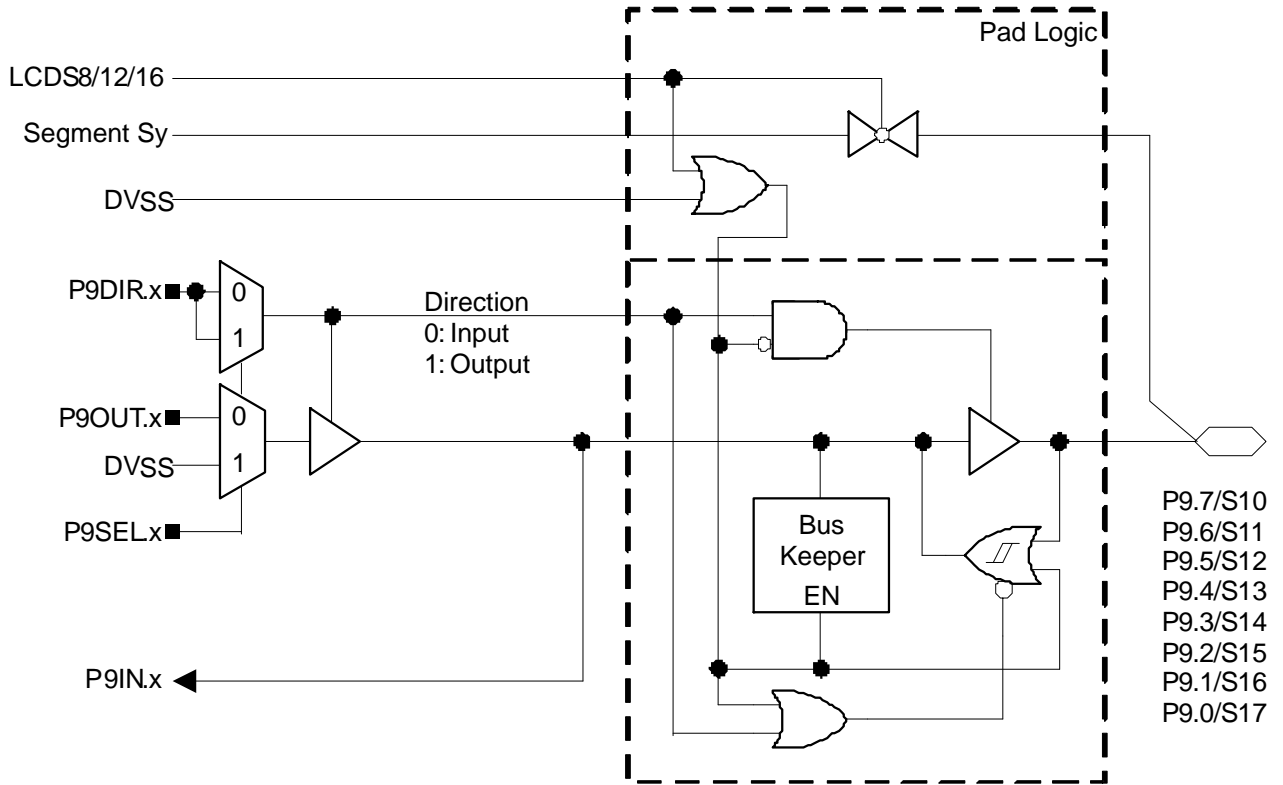 Pad Logic
LCDS8/12/16
Segment Sy
DVSS
P9DIR.x
0
1
Direction
0: Input
1: Output
P9OUT.x
0
DVSS
1
P9SEL.x
Bus
Keeper
EN
P9IN.x
P9.7/S10
P9.6/S11
P9.5/S12
P9.4/S13
P9.3/S14
P9.2/S15
P9.1/S16
P9.0/S17